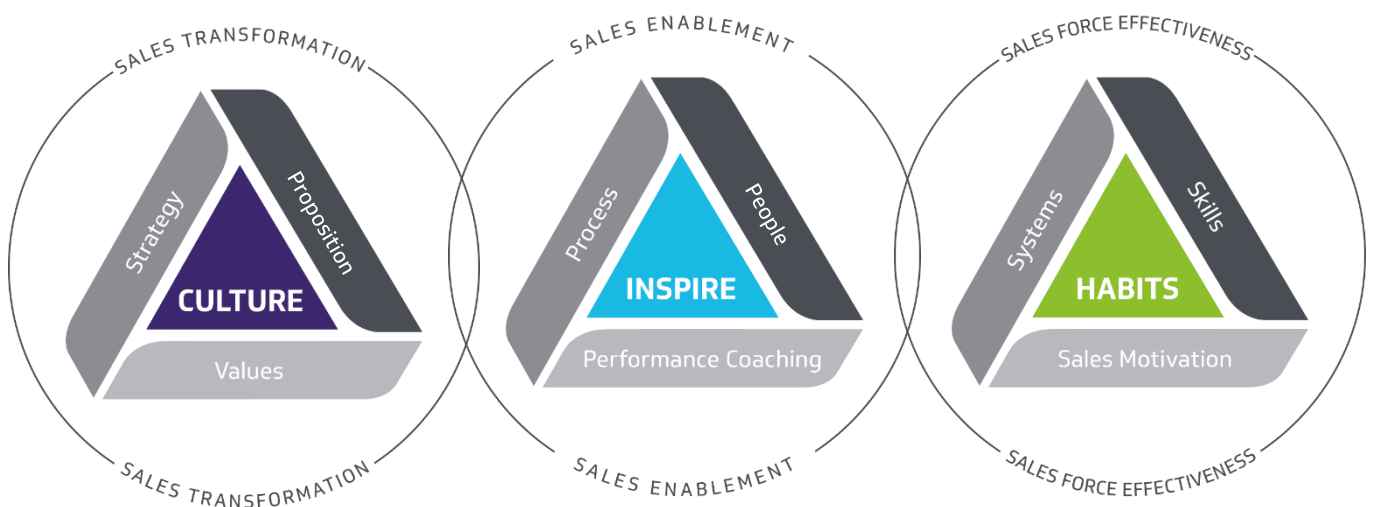 SALES TRANSFORMATION
Strategy
Proposition
CULTURE
Values
SALES TRANSFORMATION
SALES ENABLEMENT
Process
People
INSPIRE
Performance Coaching
SALES ENABLEMENT
SALES FORCE EFFECTIVENESS
Systems
Skills
HABITS
Sales Motivation
SALES FORCE EFFECTIVENESS